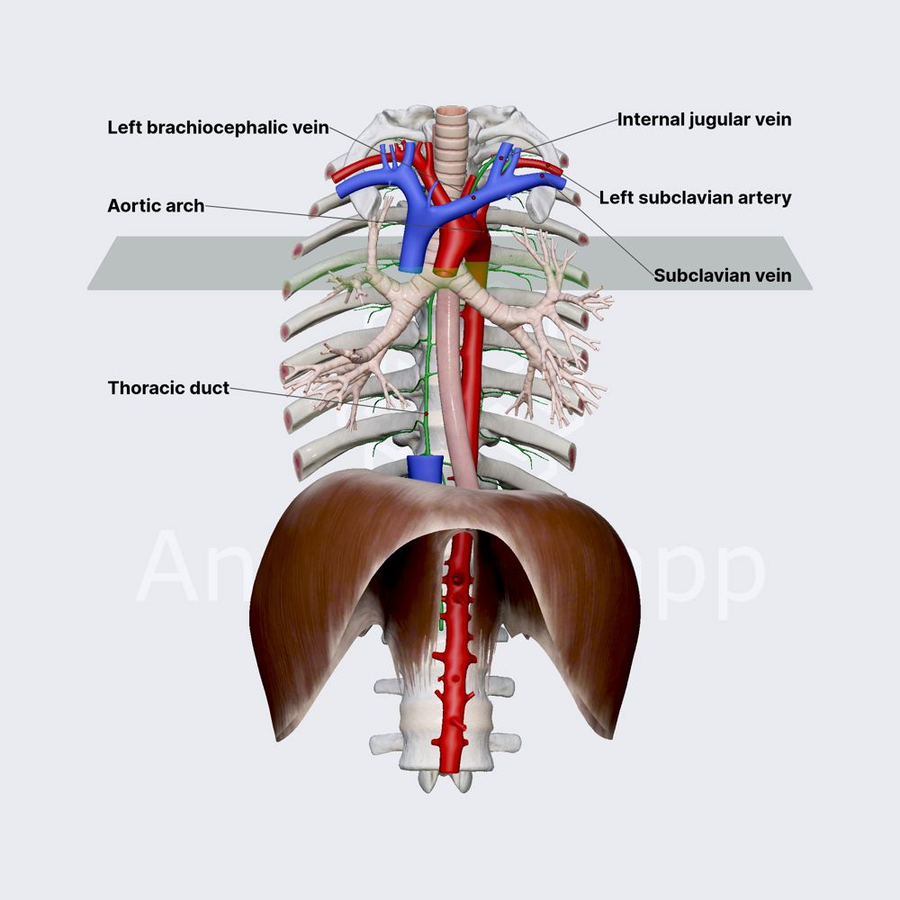 Left brachiocephalic vein
Internal jugular vein
Aortic arch
Left subclavian artery
Subclavian vein
Thoracic duct